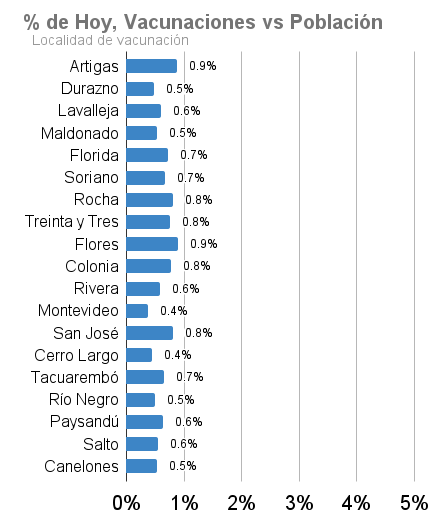 % de Hoy, Vacunaciones vs Población
Localidad de vacunación
Artigas 0.9%
Durazno 0.5%
Lavalleja 0.6%
Maldonado 0.5%
Florida 0.7%
Soriano 0.7%
Rocha 0.8%
Treinta y Tres 0.8%
Flores 0.9%
Colonia 0.8%
Rivera 0.6%
Montevideo 0.4%
San José 0.8%
Cerro Largo 0.4%
Tacuarembó 0.7%
Río Negro 0.5%
Paysandú 0.6%
Salto 0.6%
Canelones 0.5%
0% 1% 2% 3% 4% 5%